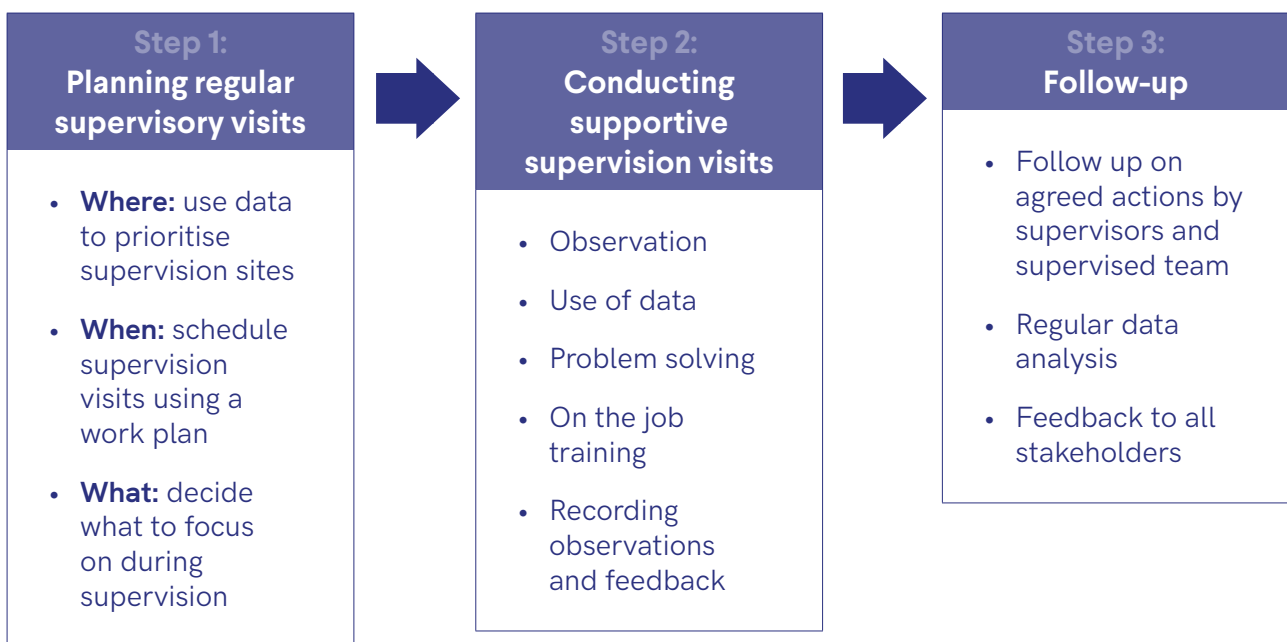 Step 1:
Planning regular
supervisory visits
• Where: use data
to prioritise
supervision sites
• When: schedule
supervision
visits using a
work plan
• What: decide
what to focus
on during
supervision
Step 2:
Conducting
supportive
supervision visits
• Observation
• Use of data
• Problem solving
• On the job
training
• Recording
observations
and feedback
Step 3:
Follow-up
• Follow up on
agreed actions by
supervisors and
supervised team
• Regular data
analysis
• Feedback to all
stakeholders